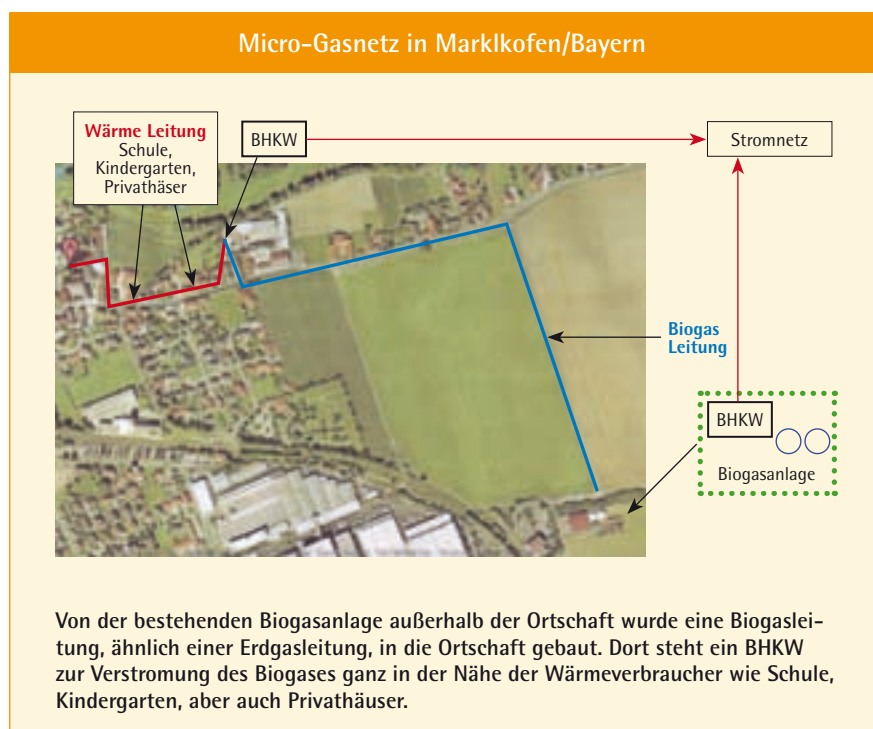 Micro-Gasnetz in Marklkofen/Bayern
Wärme Leitung
Schule,
Kindergarten,
Privathäser
BHKW
Stromnetz
Biogas
Leitung
BHKW
Biogasanlage
Von der bestehenden Biogasanlage außerhalb der Ortschaft wurde eine Biogaslei-
tung, ähnlich einer Erdgasleitung, in die Ortschaft gebaut. Dort steht ein BHKW
zur Verstromung des Biogases ganz in der Nähe der Wärmeverbraucher wie Schule,
Kindergarten, aber auch Privathäuser.